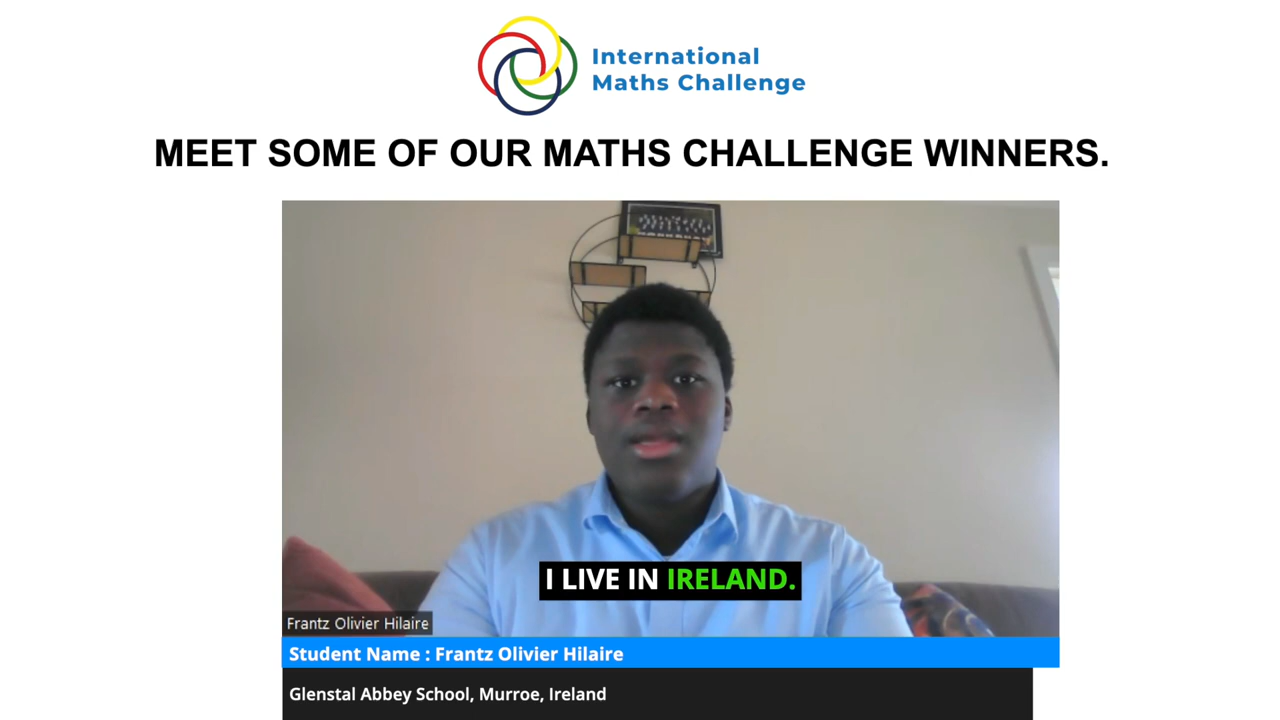 International
Maths Challenge
MEET SOME OF OUR MATHS CHALLENGE WINNERS.
I LIVE IN IRELAND.
Frantz Olivier Hilaire
Student Name : Frantz Olivier Hilaire
Glenstal Abbey School, Murroe, Ireland